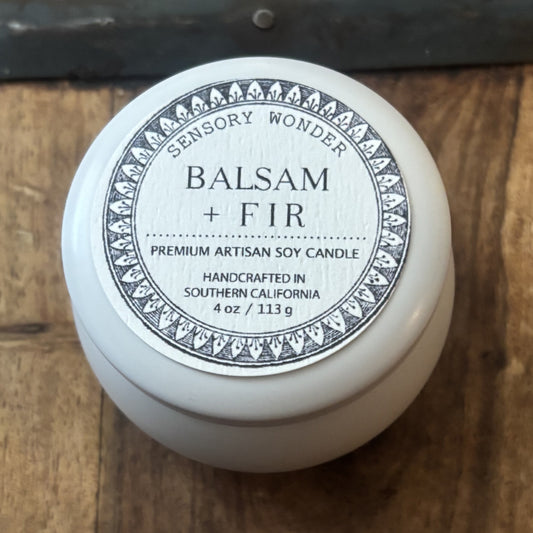 SENSORY WONDER
BALSAM
+ FIR
PREMIUM ARTISAN SOY CANDLE
HANDCRAFTED IN
SOUTHERN CALIFORNIA
4 oz / 113 g